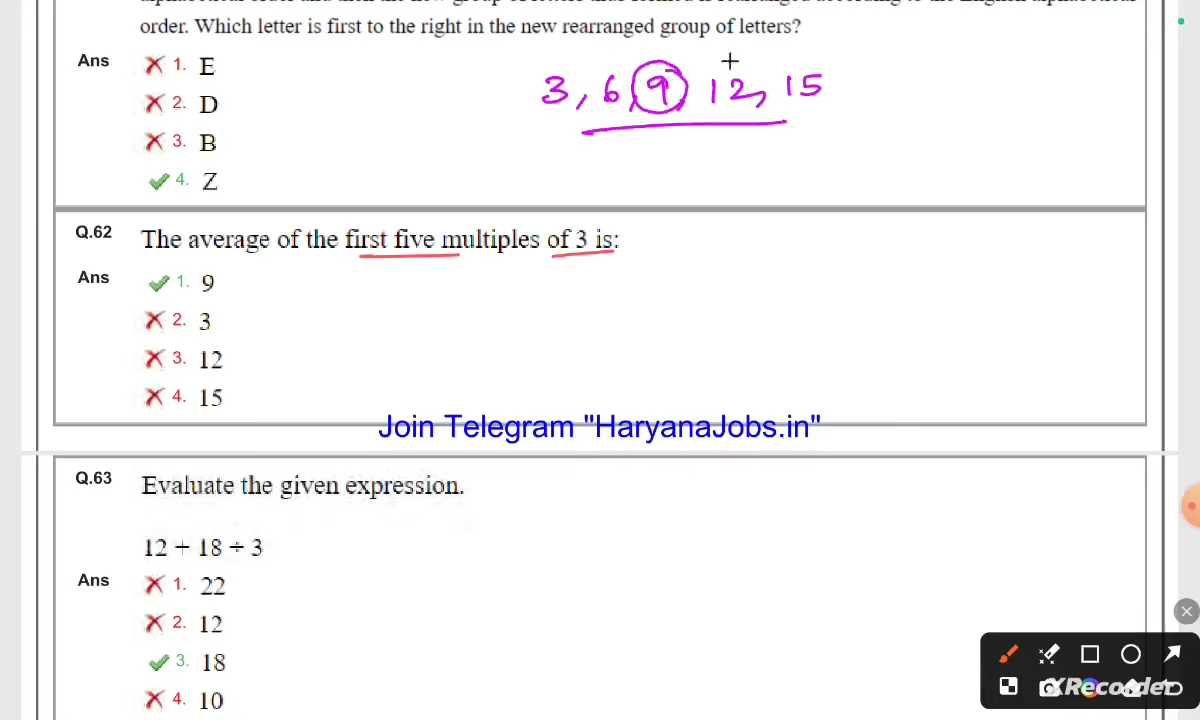 order. Which letter is first to the right in the new rearranged group of letters?
Ans
1. E
2. D
3. B
4. Z
3, 6, 9, 12, 15
Q.62 The average of the first five multiples of 3 is:
Ans
1. 9
2. 3
3. 12
4. 15
Join Telegram "HaryanaJobs.in"
Q.63 Evaluate the given expression.
12 + 18 ÷ 3
Ans
1. 22
2. 12
3. 18
4. 10
XRecorder